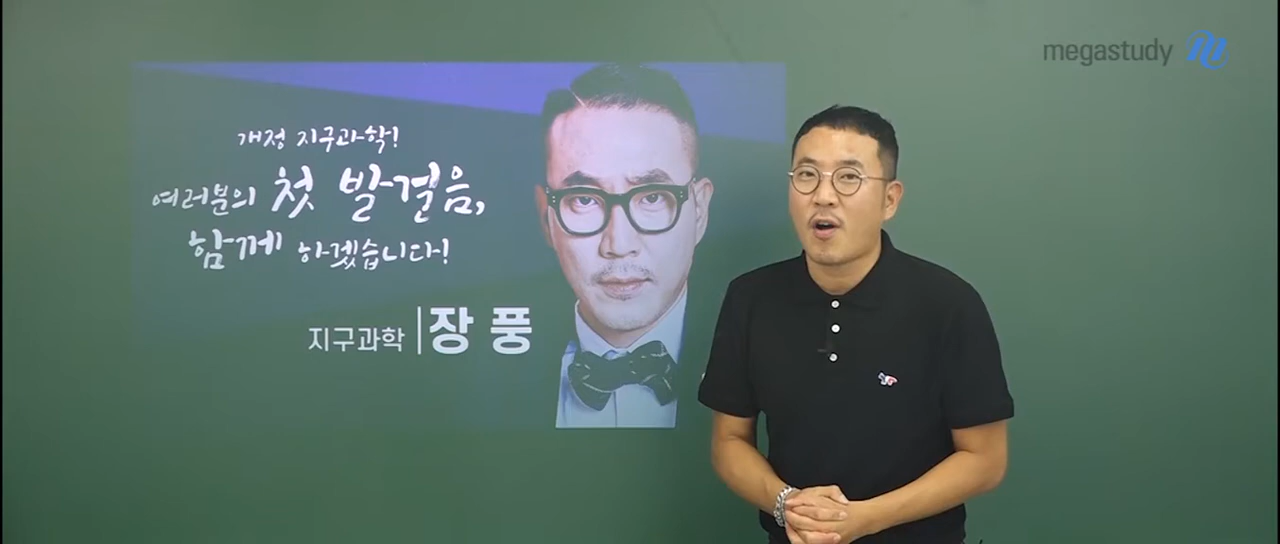 megastudy
개정 지구과학!
여러분의 첫 발걸음,
함께 하겠습니다!
지구과학 | 장 풍